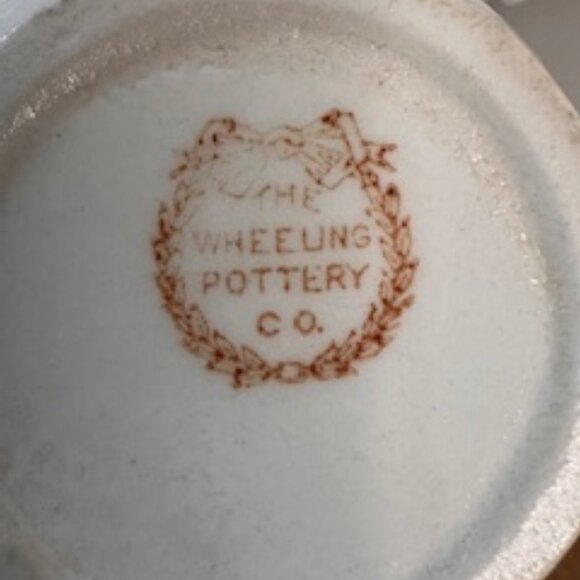 THE
WHEELING
POTTERY
CO.